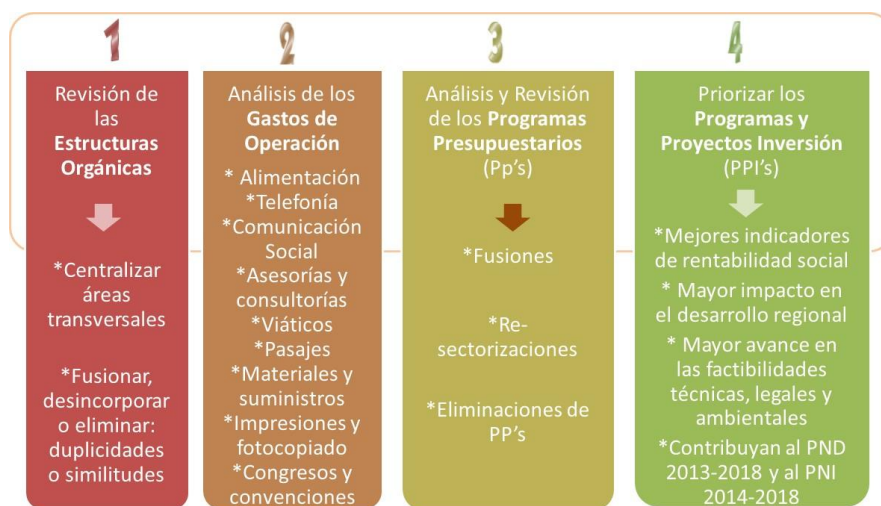 1
Revisión de
las
Estructuras
Orgánicas
*Centralizar
áreas
transversales
*Fusionar,
desincorporar
o eliminar:
duplicidades
o similitudes
2
Análisis de los
Gastos de
Operación
* Alimentación
*Telefonía
*Comunicación
Social
*Asesorías y
consultorías
*Viáticos
*Pasajes
*Materiales y
suministros
*Impresiones y
fotocopiado
*Congresos y
convenciones
3
Análisis y Revisión
de los Programas
Presupuestarios
(Pp's)
*Fusiones
*Re-
sectorizaciones
*Eliminaciones de
PP's
4
Priorizar los
Programas y
Proyectos Inversión
(PPI's)
*Mejores indicadores
de rentabilidad social
* Mayor impacto en
el desarrollo regional
* Mayor avance en
las factibilidades
técnicas, legales y
ambientales
*Contribuyan al PND
2013-2018 y al PNI
2014-2018